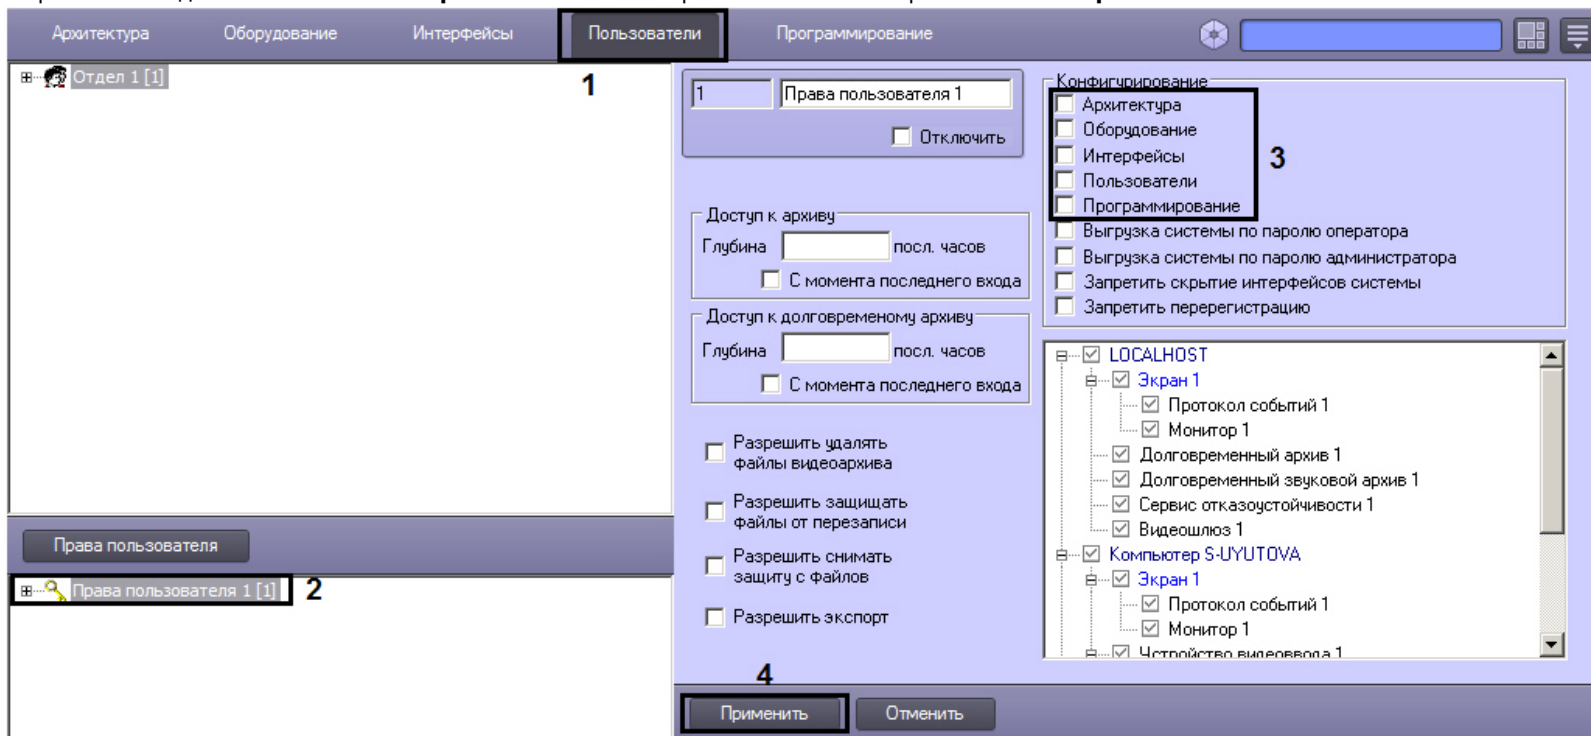 Архитектура
Оборудование
Интерфейсы
Пользователи
Программирование
1
Отдел 1 [1]
Права пользователя
Права пользователя 1 [1]
2
1
Права пользователя 1
Отключить
Доступ к архиву
Глубина
посл. часов
С момента последнего входа
Доступ к долговременому архиву
Глубина
посл. часов
С момента последнего входа
Разрешить удалять
файлы видеоархива
Разрешить защищать
файлы от перезаписи
Разрешить снимать
защиту с файлов
Разрешить экспорт
Конфигурирование
Архитектура
Оборудование
Интерфейсы
Пользователи
Программирование
3
Выгрузка системы по паролю оператора
Выгрузка системы по паролю администратора
Запретить скрытие интерфейсов системы
Запретить перерегистрацию
LOCALHOST
Экран 1
Протокол событий 1
Монитор 1
Долговременный архив 1
Долговременный звуковой архив 1
Сервис отказоустойчивости 1
Видеошлюз 1
Компьютер S-UYUTOVA
Экран 1
Протокол событий 1
Монитор 1
Устройство видеоввода 1
4
Применить
Отменить